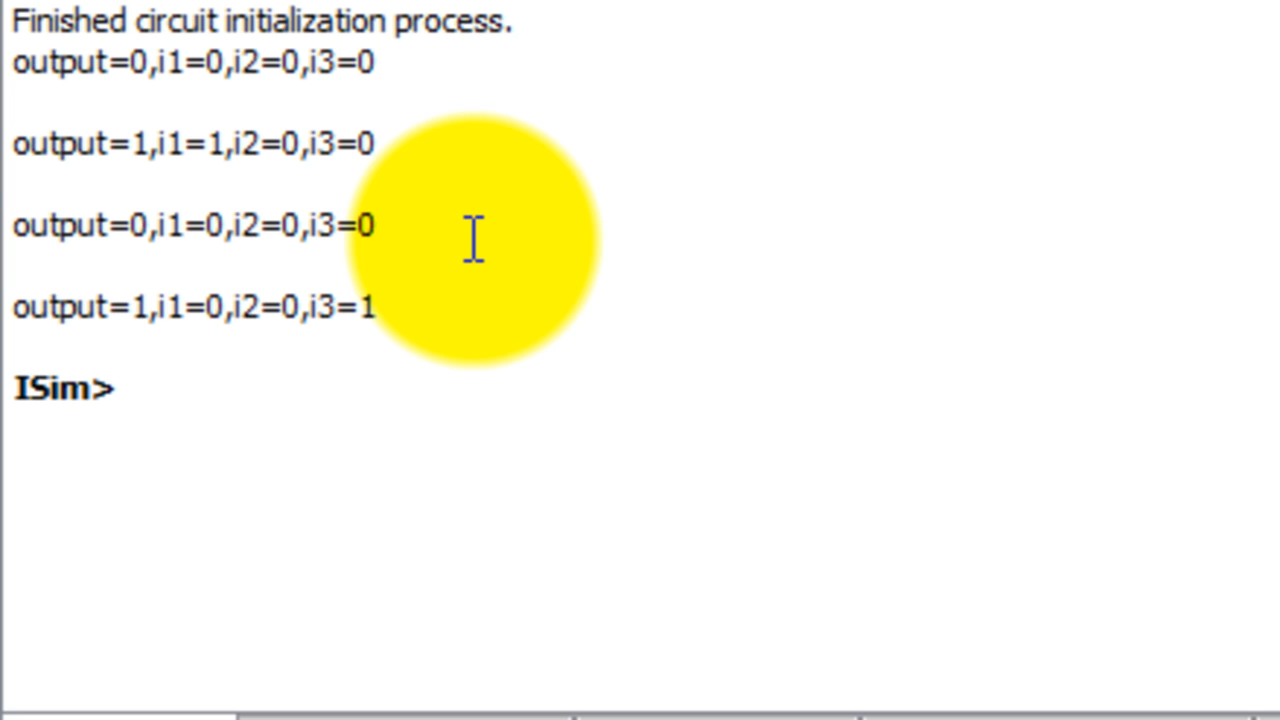 Finished circuit initialization process.
output=0,i1=0,i2=0,i3=0
output=1,i1=1,i2=0,i3=0
output=0,i1=0,i2=0,i3=0
output=1,i1=0,i2=0,i3=1
ISim>